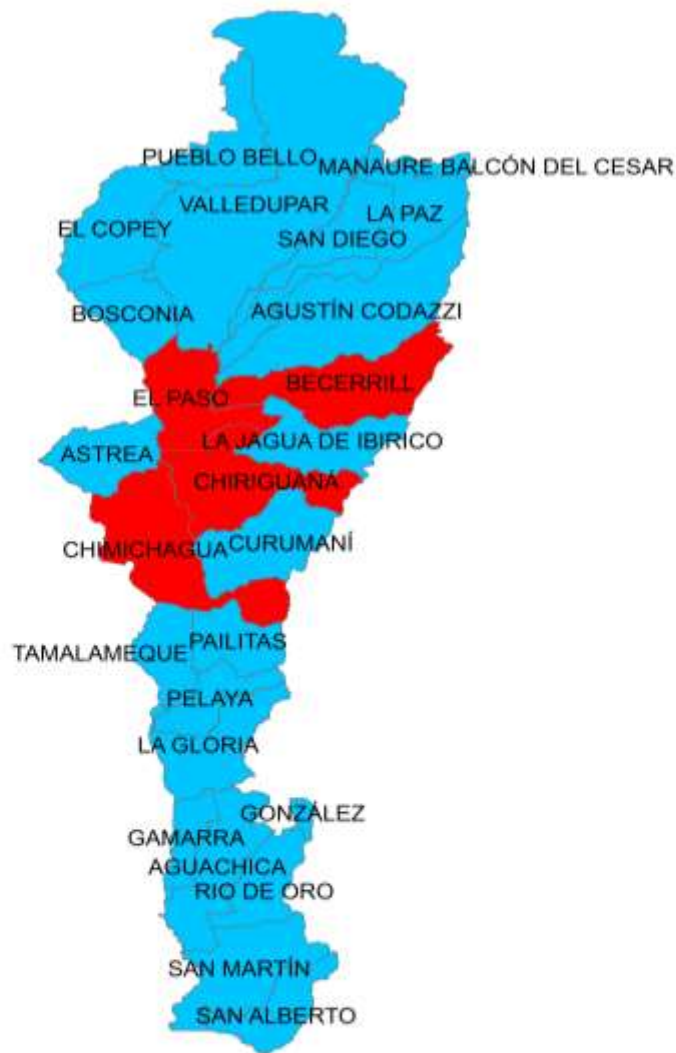 PUEBLO BELLO
MANAURE BALCÓN DEL CESAR
VALLEDUPAR
LA PAZ
EL COPEY
SAN DIEGO
BOSCONIA
AGUSTÍN CODAZZI
BECERRILL
EL PASO
LA JAGUA DE IBIRICO
ASTREA
CHIRIGUANÁ
CURUMANÍ
CHIMICHAGUA
PAILITAS
TAMALAMEQUE
PELAYA
LA GLORIA
GONZÁLEZ
GAMARRA
AGUACHICA
RIO DE ORO
SAN MARTÍN
SAN ALBERTO